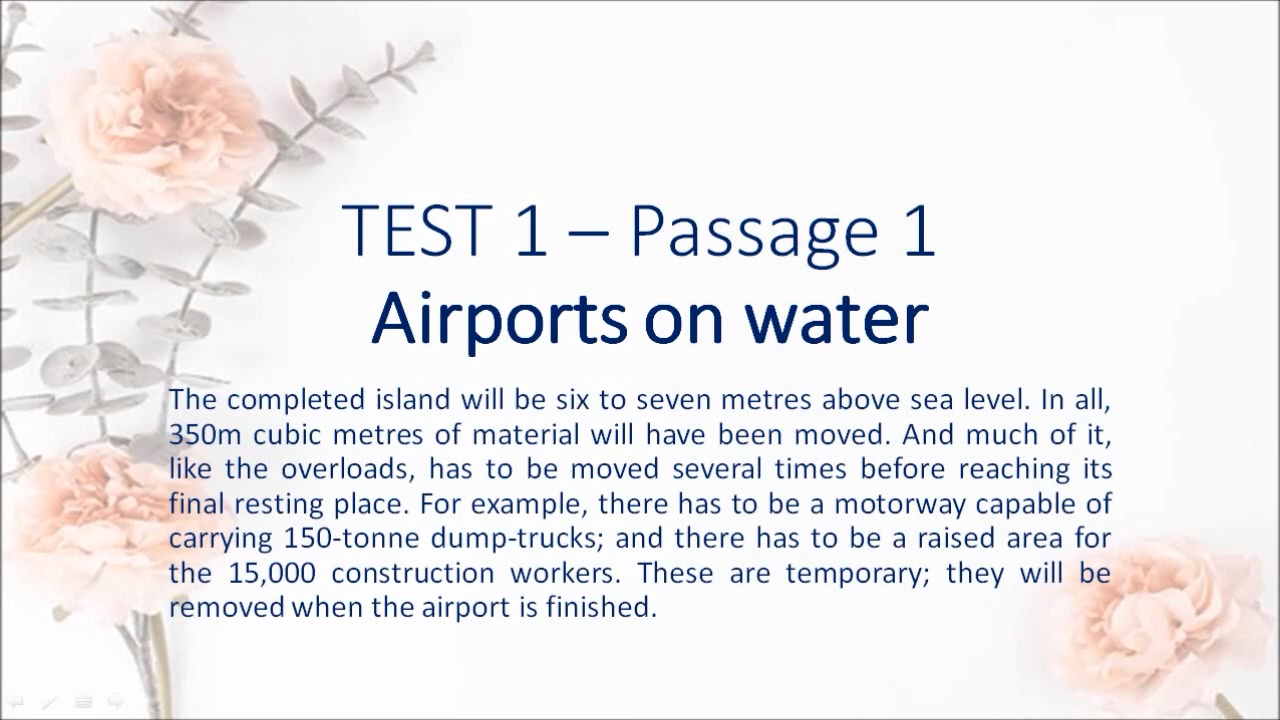 TEST 1 – Passage 1
Airports on water
The completed island will be six to seven metres above sea level. In all,
350m cubic metres of material will have been moved. And much of it,
like the overloads, has to be moved several times before reaching its
final resting place. For example, there has to be a motorway capable of
carrying 150-tonne dump-trucks; and there has to be a raised area for
the 15,000 construction workers. These are temporary; they will be
removed when the airport is finished.